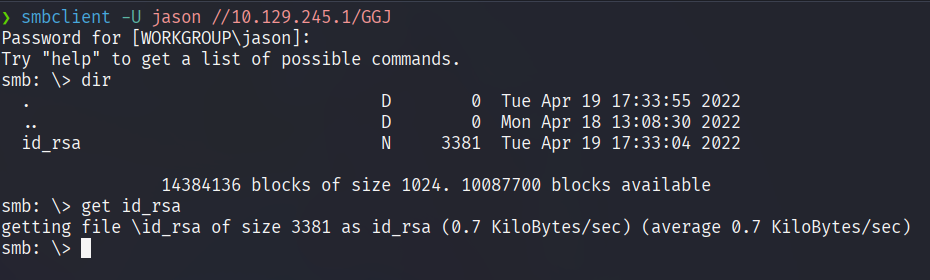 ❯ smbclient -U jason //10.129.245.1/GGJ
Password for [WORKGROUP\jason]:
Try "help" to get a list of possible commands.
smb: \> dir
  .                                   D        0  Tue Apr 19 17:33:55 2022
  ..                                  D        0  Mon Apr 18 13:08:30 2022
  id_rsa                              N     3381  Tue Apr 19 17:33:04 2022

                14384136 blocks of size 1024. 10087700 blocks available
smb: \> get id_rsa
getting file \id_rsa of size 3381 as id_rsa (0.7 KiloBytes/sec) (average 0.7 KiloBytes/sec)
smb: \>